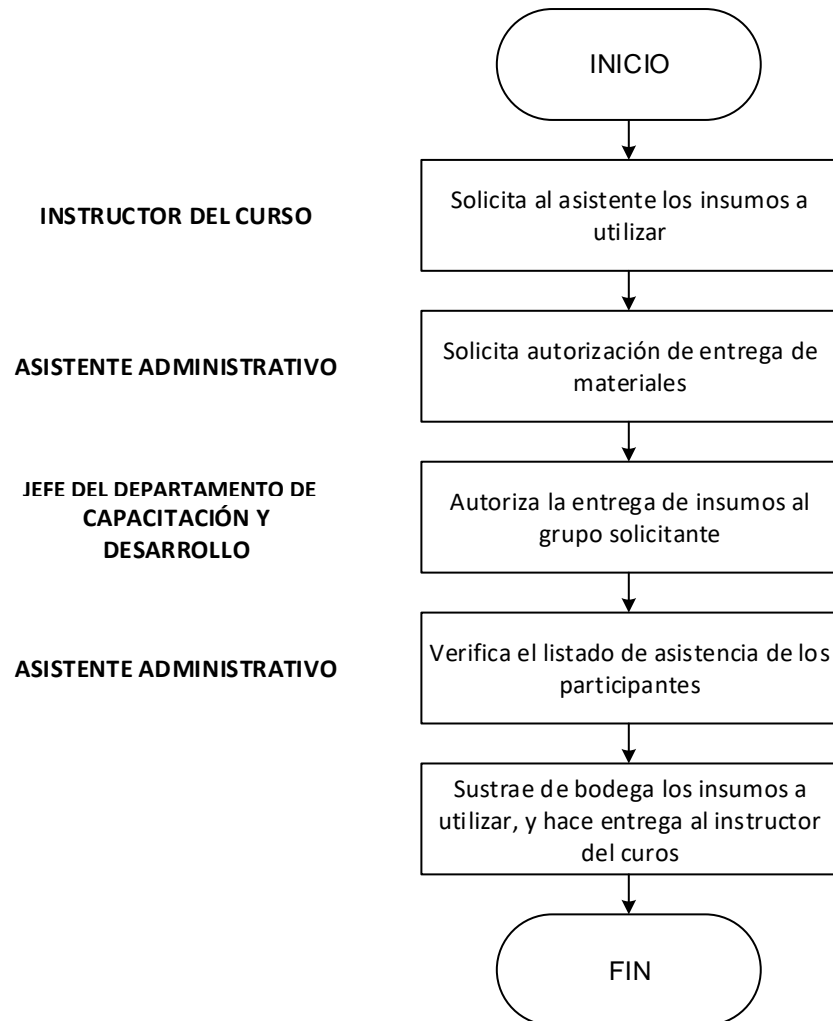 INICIO
INSTRUCTOR DEL CURSO
Solicita al asistente los insumos a
utilizar
ASISTENTE ADMINISTRATIVO
Solicita autorización de entrega de
materiales
JEFE DEL DEPARTAMENTO DE
CAPACITACIÓN Y
DESARROLLO
Autoriza la entrega de insumos al
grupo solicitante
ASISTENTE ADMINISTRATIVO
Verifica el listado de asistencia de los
participantes
Sustrae de bodega los insumos a
utilizar, y hace entrega al instructor
del curos
FIN